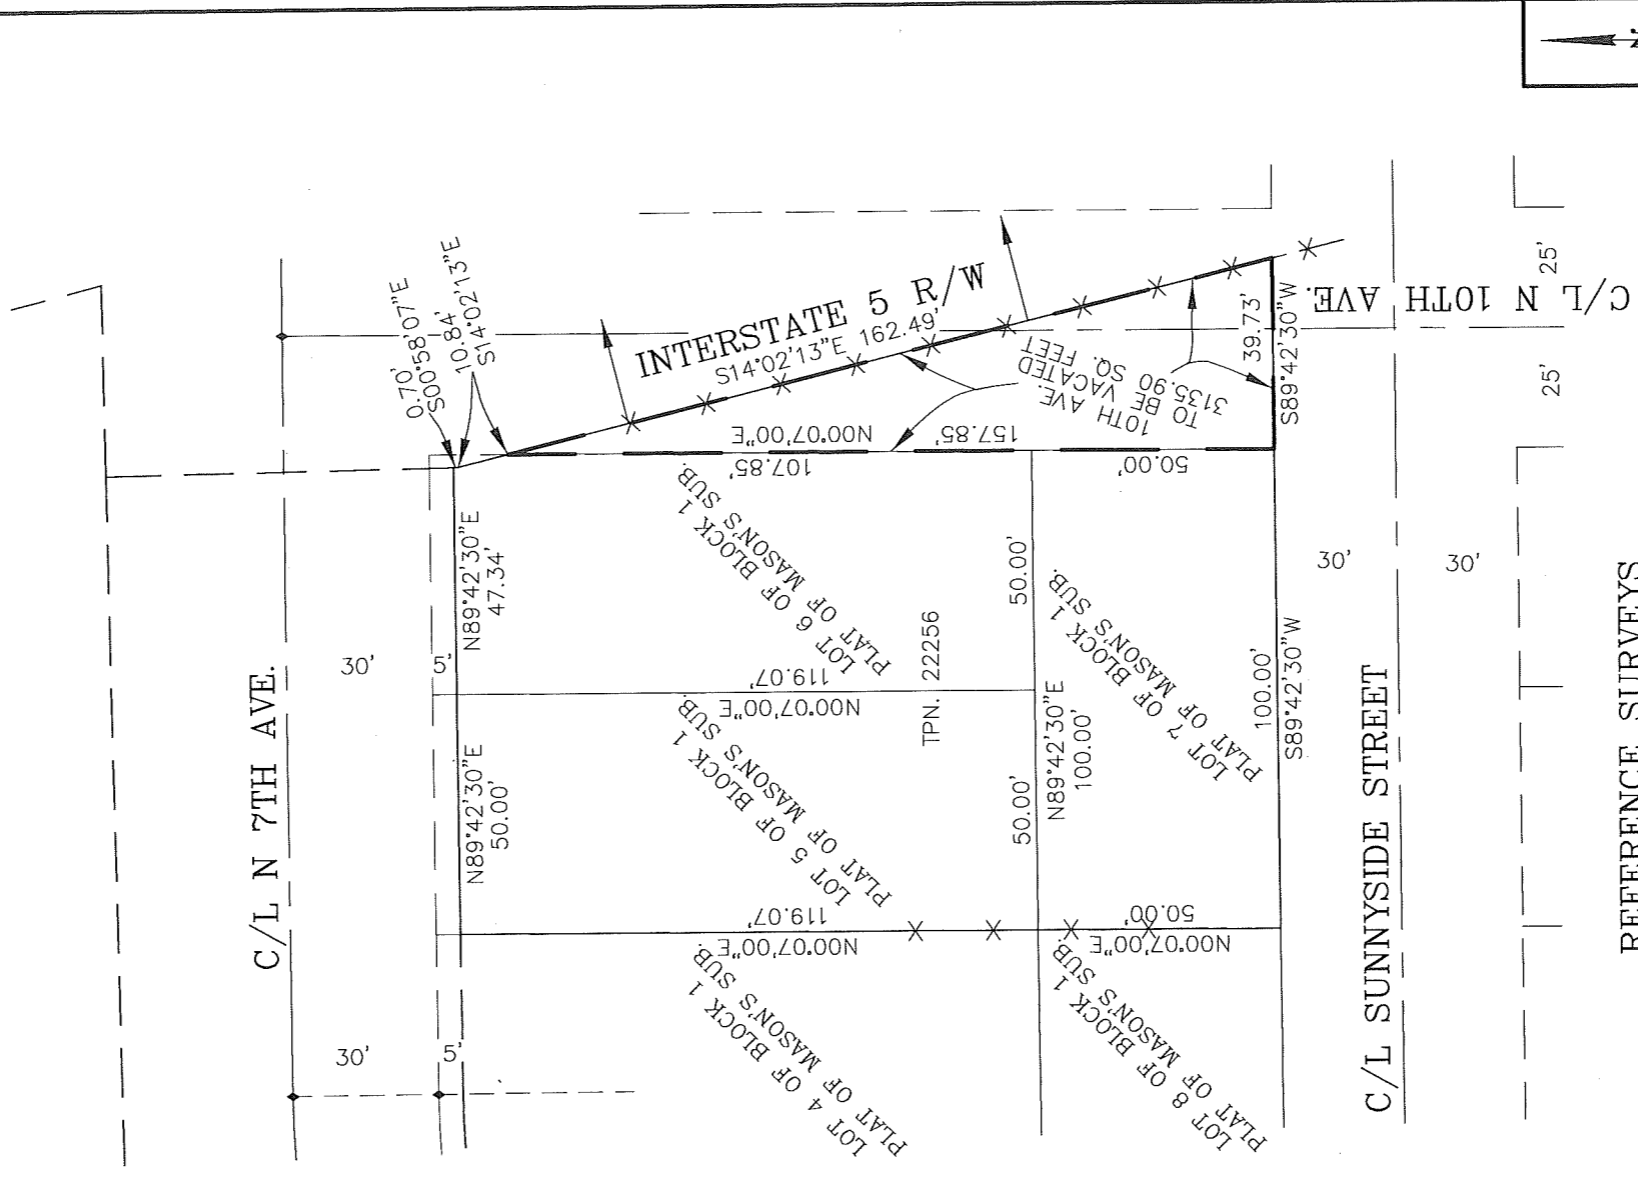 C/L N 7TH AVE.
30'
5'
30'
5'
0.70'
S00°58'07"E
10.84'
S14°02'13"E
INTERSTATE 5 R/W
S14°02'13"E 162.49'
N00°07'00"E
157.85'
107.85'
50.00'
10TH AVE.
TO BE VACATED
3135.90 SQ. FEET
39.73'
S89°42'30"W
C/L N 10TH AVE.
25'
25'
N89°42'30"E
47.34'
LOT 6 OF BLOCK 1
PLAT OF MASON'S SUB.
119.07'
N00°07'00"E
TPN. 22256
50.00'
LOT 7 OF BLOCK 1
PLAT OF MASON'S SUB.
N89°42'30"E
100.00'
100.00'
S89°42'30"W
30'
30'
N89°42'30"E
50.00'
LOT 5 OF BLOCK 1
PLAT OF MASON'S SUB.
50.00'
119.07'
N00°07'00"E
50.00'
N00°07'00"E
LOT 4 OF BLOCK 1
PLAT OF MASON'S SUB.
LOT 8 OF BLOCK 1
PLAT OF MASON'S SUB.
C/L SUNNYSIDE STREET
REFERENCE SURVEYS